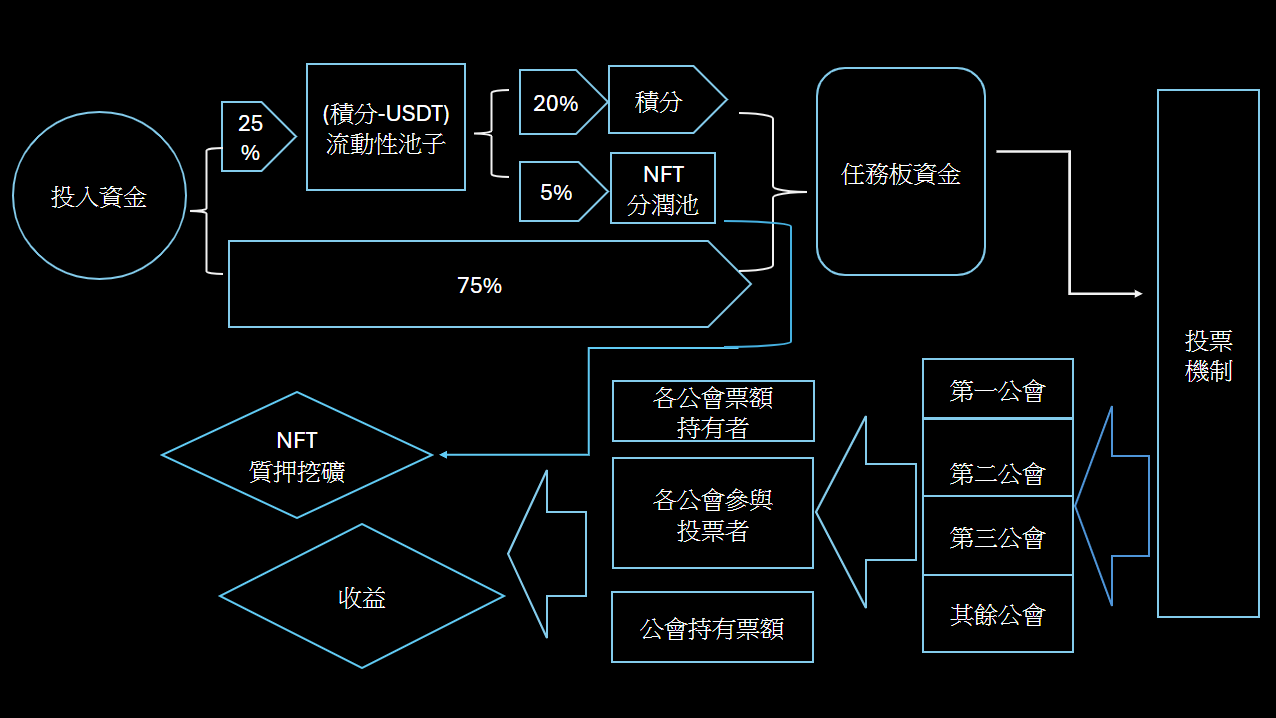 投入資金
25
%
(積分-USDT)
流動性池子
20%
積分
5%
NFT
分潤池
75%
任務板資金
投票
機制
第一公會
第二公會
第三公會
其餘公會
各公會票額
持有者
各公會參與
投票者
公會持有票額
NFT
質押挖礦
收益